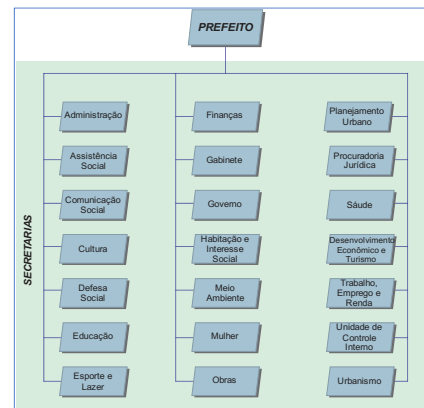 PREFEITO
SECRETARIAS
Administração
Assistência
Social
Comunicação
Social
Cultura
Defesa
Social
Educação
Esporte e
Lazer
Finanças
Gabinete
Governo
Habitação e
Interesse
Social
Meio
Ambiente
Mulher
Obras
Planejamento
Urbano
Procuradoria
Jurídica
Sáude
Desenvolvimento
Econômico e
Turismo
Trabalho,
Emprego e
Renda
Unidade de
Controle
Interno
Urbanismo